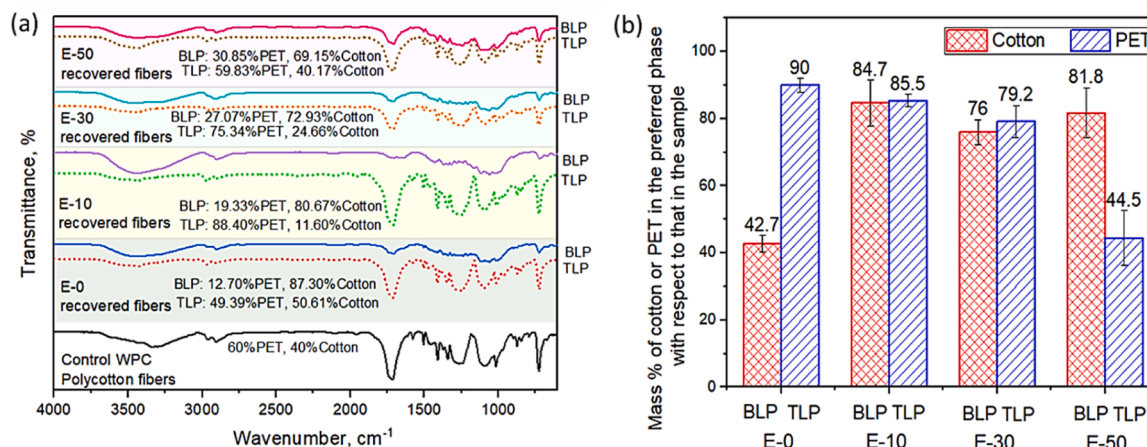 (a)
Transmittance, %
BLP
TLP
E-50
recovered fibers
BLP: 30.85%PET, 69.15%Cotton
TLP: 59.83%PET, 40.17%Cotton
BLP
TLP
E-30
recovered fibers
BLP: 27.07%PET, 72.93%Cotton
TLP: 75.34%PET, 24.66%Cotton
BLP
TLP
E-10
recovered fibers
BLP: 19.33%PET, 80.67%Cotton
TLP: 88.40%PET, 11.60%Cotton
BLP
TLP
E-0
recovered fibers
BLP: 12.70%PET, 87.30%Cotton
TLP: 49.39%PET, 50.61%Cotton
Control WPC
Polycotton fibers
60%PET, 40%Cotton
4000 3500 3000 2500 2000 1500 1000
Wavenumber, cm⁻¹
(b)
Mass % of cotton or PET in the preferred phase
with respect to that in the sample
Cotton PET
100
80
60
40
20
0
42.7
90
84.7
85.5
76
79.2
81.8
44.5
BLP TLP BLP TLP BLP TLP BLP TLP
E-0 E-10 E-30 E-50